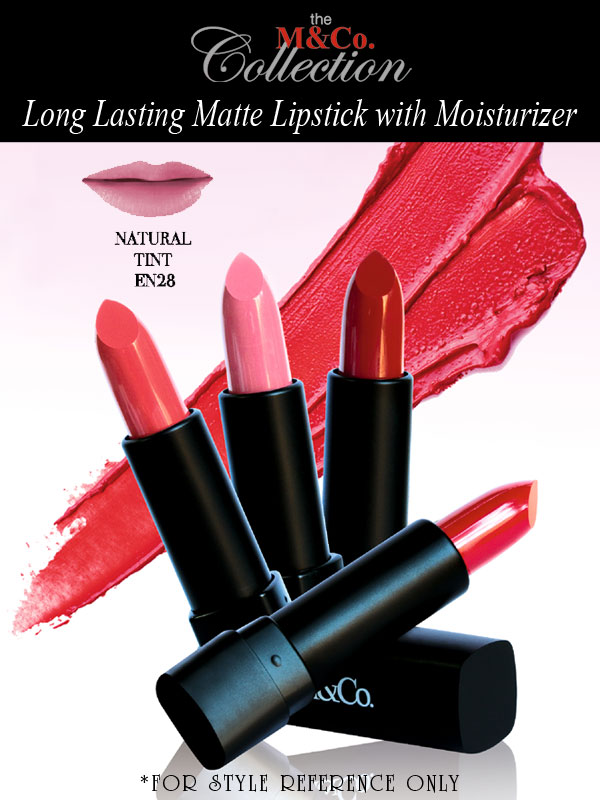 the
M&Co.
Collection
Long Lasting Matte Lipstick with Moisturizer
NATURAL
TINT
EN28
&Co.
*FOR STYLE REFERENCE ONLY